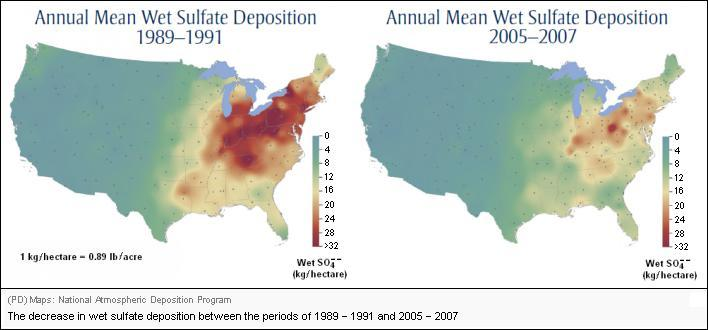 Annual Mean Wet Sulfate Deposition
1989–1991
Annual Mean Wet Sulfate Deposition
2005–2007
0
4
8
12
16
20
24
28
>32
Wet SO₄⁻⁻
(kg/hectare)
0
4
8
12
16
20
24
28
>32
Wet SO₄⁻⁻
(kg/hectare)
1 kg/hectare = 0.89 lb/acre
(PD) Maps: National Atmospheric Deposition Program
The decrease in wet sulfate deposition between the periods of 1989 – 1991 and 2005 – 2007